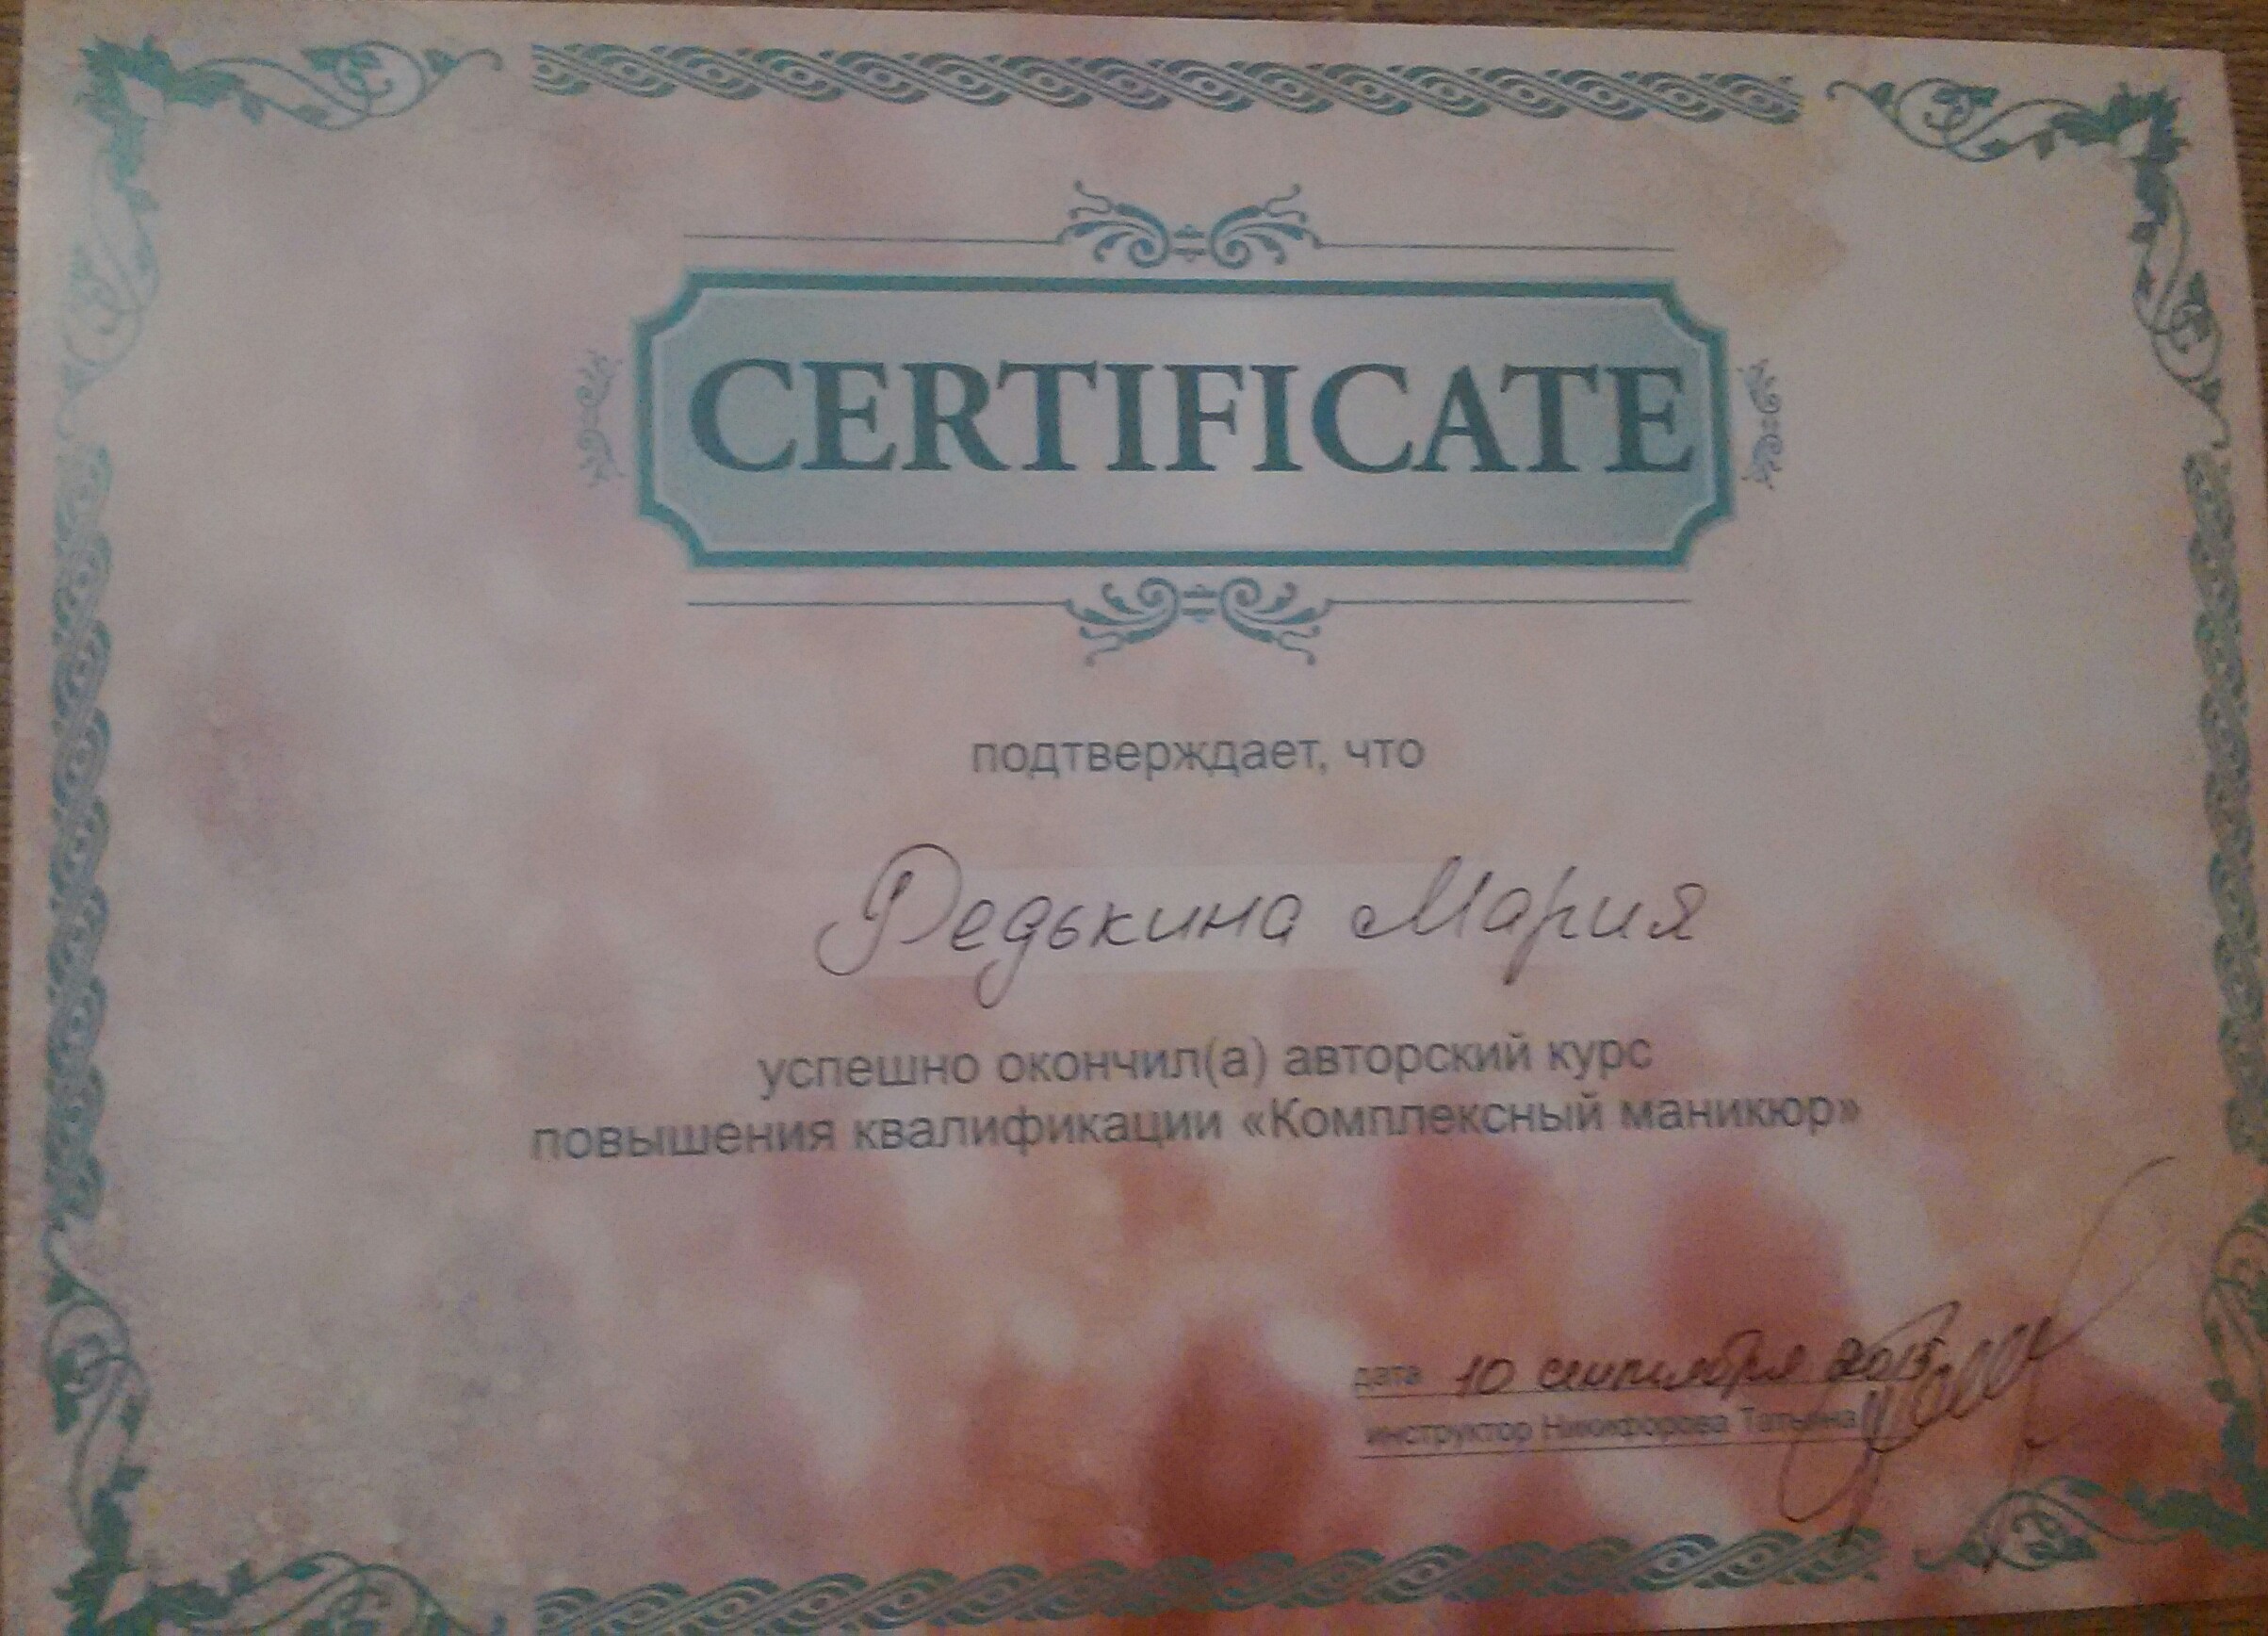 CERTIFICATE
подтверждает, что
Редькина Мария
успешно окончил(а) авторский курс
повышения квалификации «Комплексный маникюр»
дата 10 сентября 2015
инструктор Никифорова Татьяна